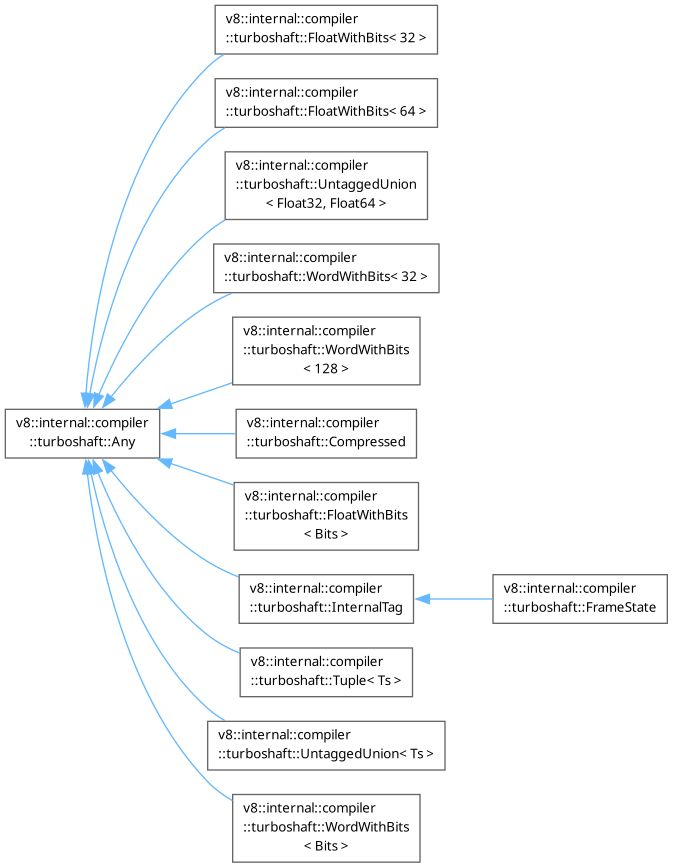 v8::internal::compiler
::turboshaft::FloatWithBits< 32 >
v8::internal::compiler
::turboshaft::FloatWithBits< 64 >
v8::internal::compiler
::turboshaft::UntaggedUnion
< Float32, Float64 >
v8::internal::compiler
::turboshaft::WordWithBits< 32 >
v8::internal::compiler
::turboshaft::WordWithBits
< 128 >
v8::internal::compiler
::turboshaft::Any
v8::internal::compiler
::turboshaft::Compressed
v8::internal::compiler
::turboshaft::FloatWithBits
< Bits >
v8::internal::compiler
::turboshaft::InternalTag
v8::internal::compiler
::turboshaft::FrameState
v8::internal::compiler
::turboshaft::Tuple< Ts >
v8::internal::compiler
::turboshaft::UntaggedUnion< Ts >
v8::internal::compiler
::turboshaft::WordWithBits
< Bits >